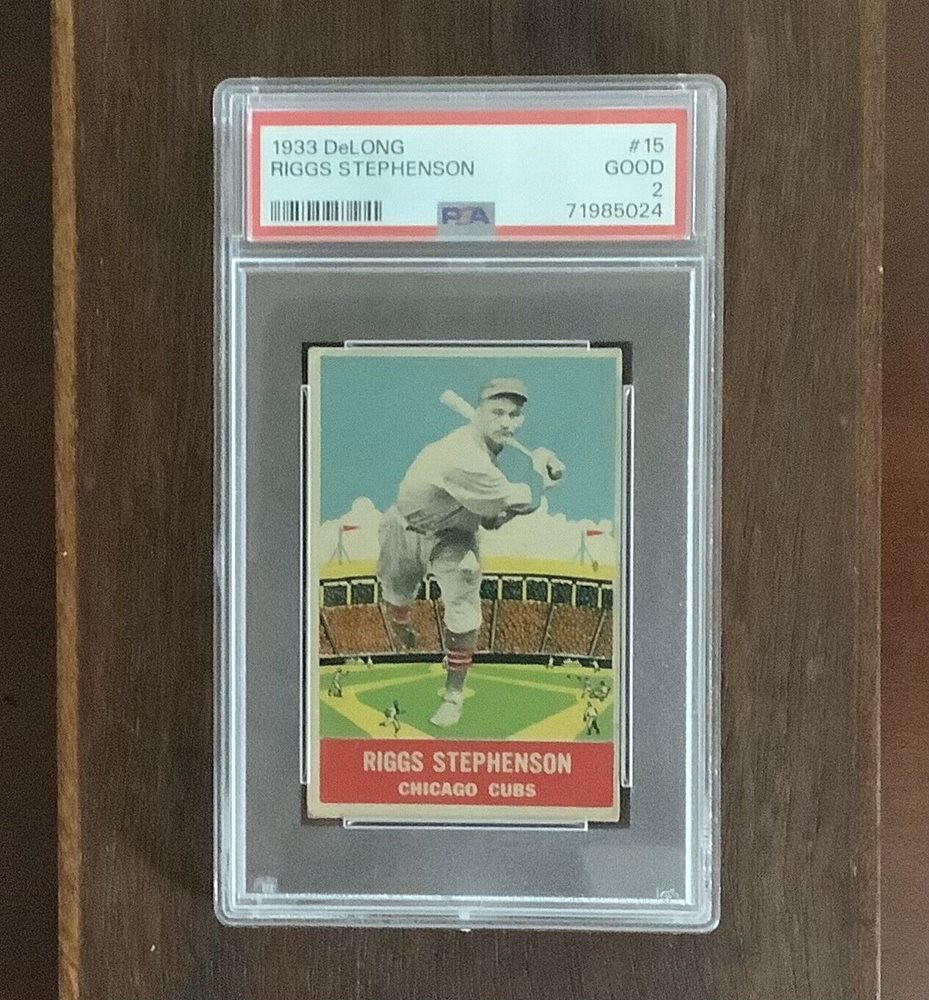 1933 DeLONG #15
RIGGS STEPHENSON GOOD
2
PSA 71985024
RIGGS STEPHENSON
CHICAGO CUBS